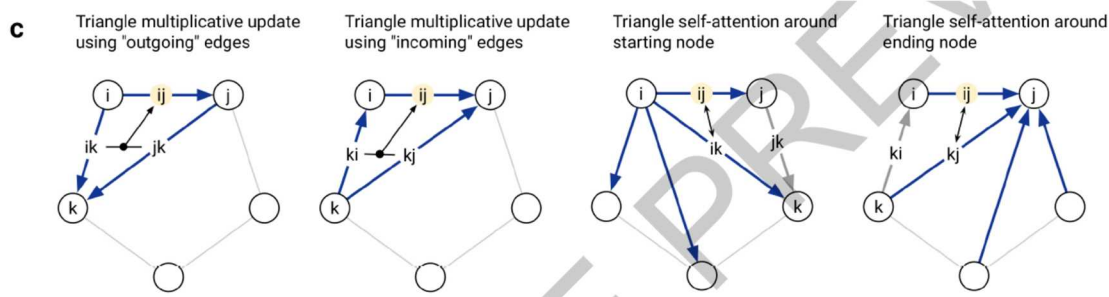 c
Triangle multiplicative update
using "outgoing" edges
Triangle multiplicative update
using "incoming" edges
Triangle self-attention around
starting node
Triangle self-attention around
ending node
i
ij
j
ik
jk
k
i
ij
j
ki
kj
k
i
ij
j
ik
jk
k
i
ij
j
ki
kj
k